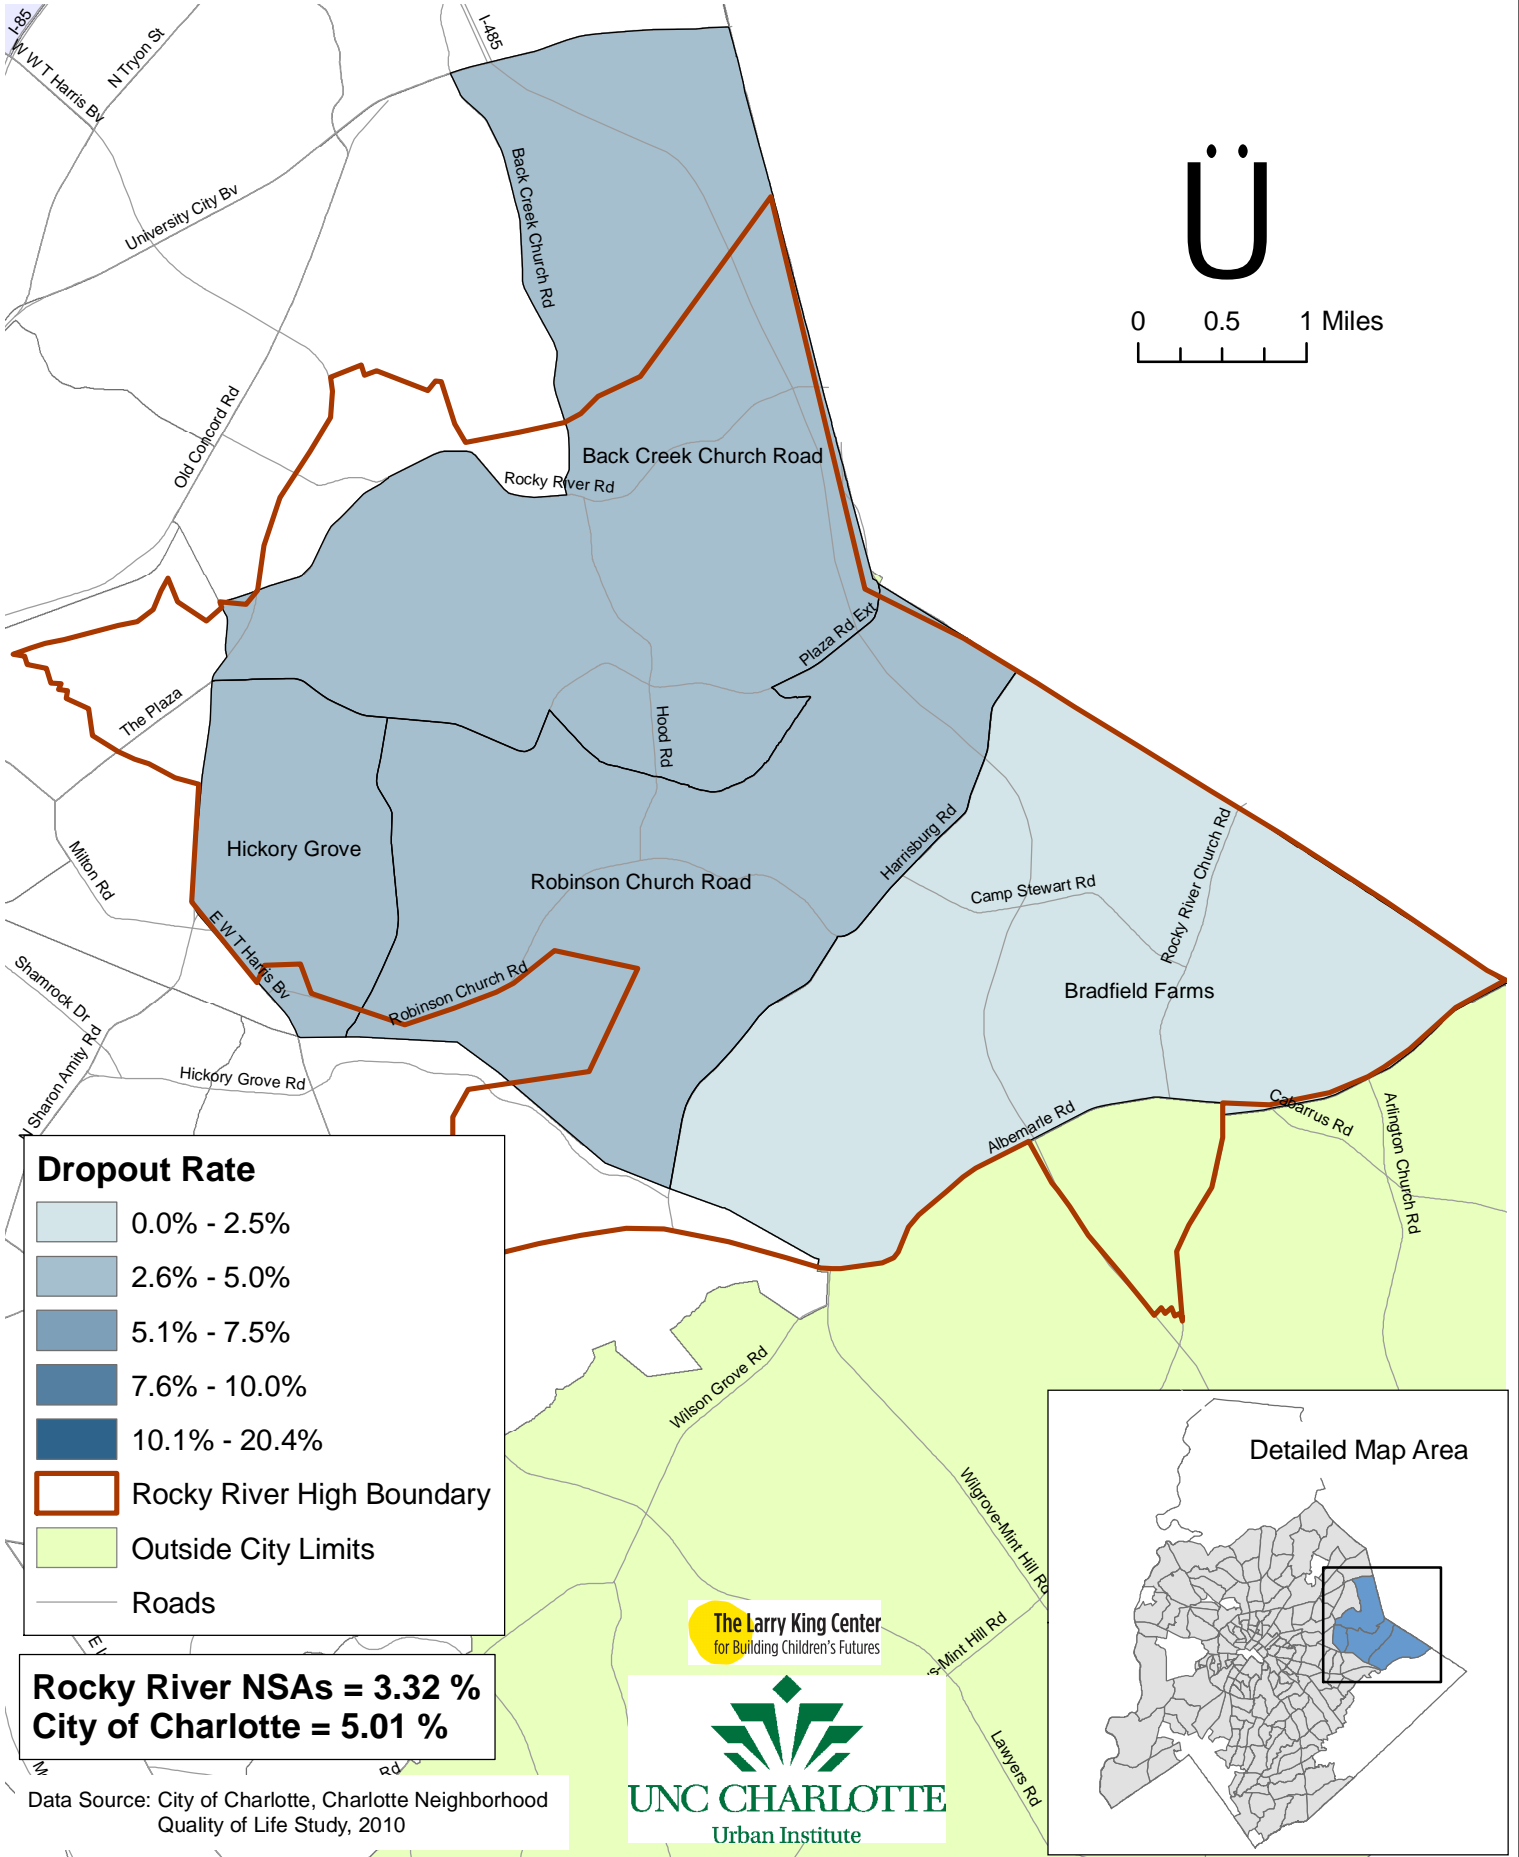 I-85
W W T Harris Bv
N Tryon St
I-485
University City Bv
Back Creek Church Rd
Ü
0 0.5 1 Miles
Old Concord Rd
Back Creek Church Road
Rocky River Rd
Plaza Rd Ext
The Plaza
Hood Rd
Hickory Grove
Robinson Church Road
Harrisburg Rd
Camp Stewart Rd
Rocky River Church Rd
Milton Rd
E W T Harris Bv
Robinson Church Rd
Bradfield Farms
Shamrock Dr
N Sharon Amity Rd
Hickory Grove Rd
Albemarle Rd
Cabarrus Rd
Arlington Church Rd
Dropout Rate
0.0% - 2.5%
2.6% - 5.0%
5.1% - 7.5%
7.6% - 10.0%
10.1% - 20.4%
Rocky River High Boundary
Outside City Limits
Roads
Wilson Grove Rd
Wilgrove-Mint Hill Rd
s-Mint Hill Rd
Lawyers Rd
Rd
Detailed Map Area
The Larry King Center
for Building Children's Futures
Rocky River NSAs = 3.32 %
City of Charlotte = 5.01 %
UNC CHARLOTTE
Urban Institute
Data Source: City of Charlotte, Charlotte Neighborhood
Quality of Life Study, 2010